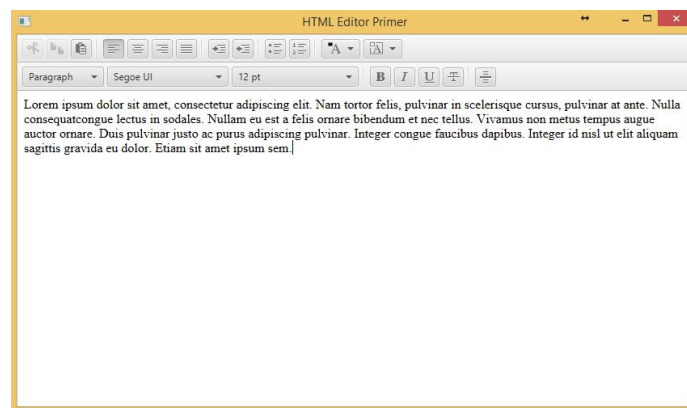 HTML Editor Primer
Paragraph Segoe UI 12 pt B I U T
Lorem ipsum dolor sit amet, consectetur adipiscing elit. Nam tortor felis, pulvinar in scelerisque cursus, pulvinar at ante. Nulla
consequatcongue lectus in sodales. Nullam eu est a felis ornare bibendum et nec tellus. Vivamus non metus tempus augue
auctor ornare. Duis pulvinar justo ac purus adipiscing pulvinar. Integer congue faucibus dapibus. Integer id nisl ut elit aliquam
sagittis gravida eu dolor. Etiam sit amet ipsum sem.